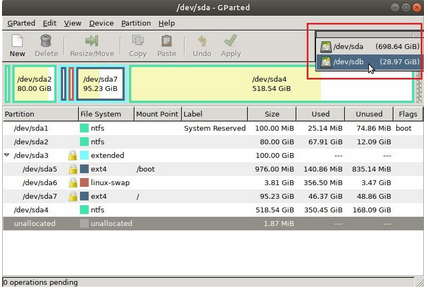 /dev/sda - GParted
GParted Edit View Device Partition Help
New Delete Resize/Move Copy Paste Undo Apply
/dev/sda (698.64 GiB)
/dev/sdb (28.97 GiB)
/dev/sda2 80.00 GiB
/dev/sda7 95.23 GiB
/dev/sda4 518.54 GiB
Partition File System Mount Point Label Size Used Unused Flags
/dev/sda1 ntfs System Reserved 100.00 MiB 25.14 MiB 74.86 MiB boot
/dev/sda2 ntfs 80.00 GiB 67.91 GiB 12.09 GiB
/dev/sda3 extended 100.00 GiB --- ---
/dev/sda5 ext4 /boot 976.00 MiB 140.86 MiB 835.14 MiB
/dev/sda6 linux-swap 3.81 GiB 356.50 MiB 3.47 GiB
/dev/sda7 ext4 / 95.23 GiB 46.37 GiB 48.86 GiB
/dev/sda4 ntfs 518.54 GiB 350.45 GiB 168.09 GiB
unallocated unallocated 1.87 MiB --- ---
0 operations pending